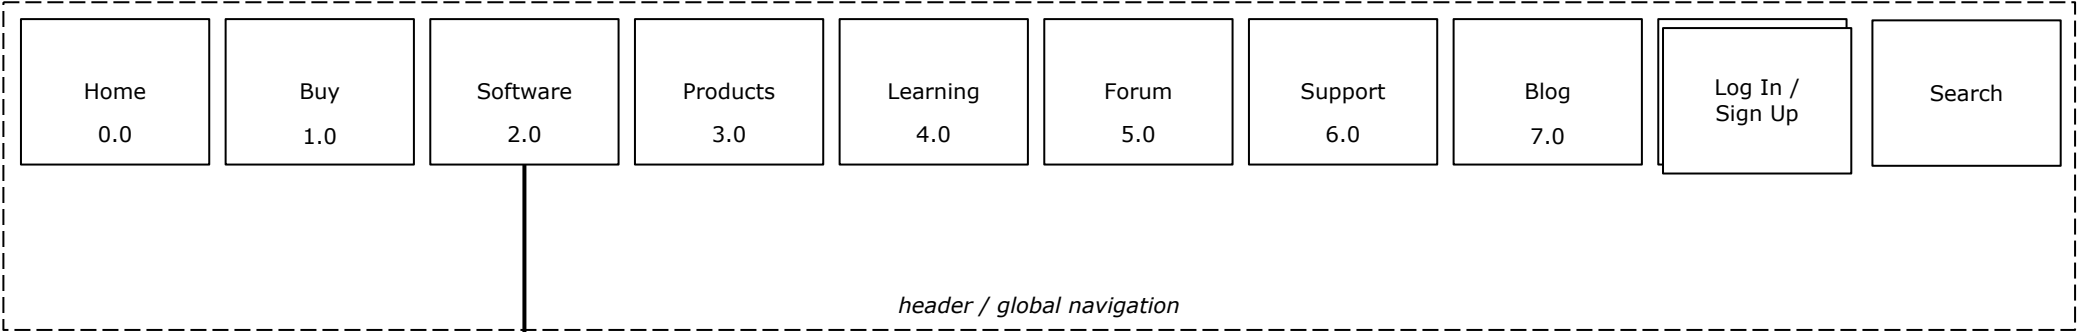 Home
0.0
Buy
1.0
Software
2.0
Products
3.0
Learning
4.0
Forum
5.0
Support
6.0
Blog
7.0
Log In /
Sign Up
Search
header / global navigation